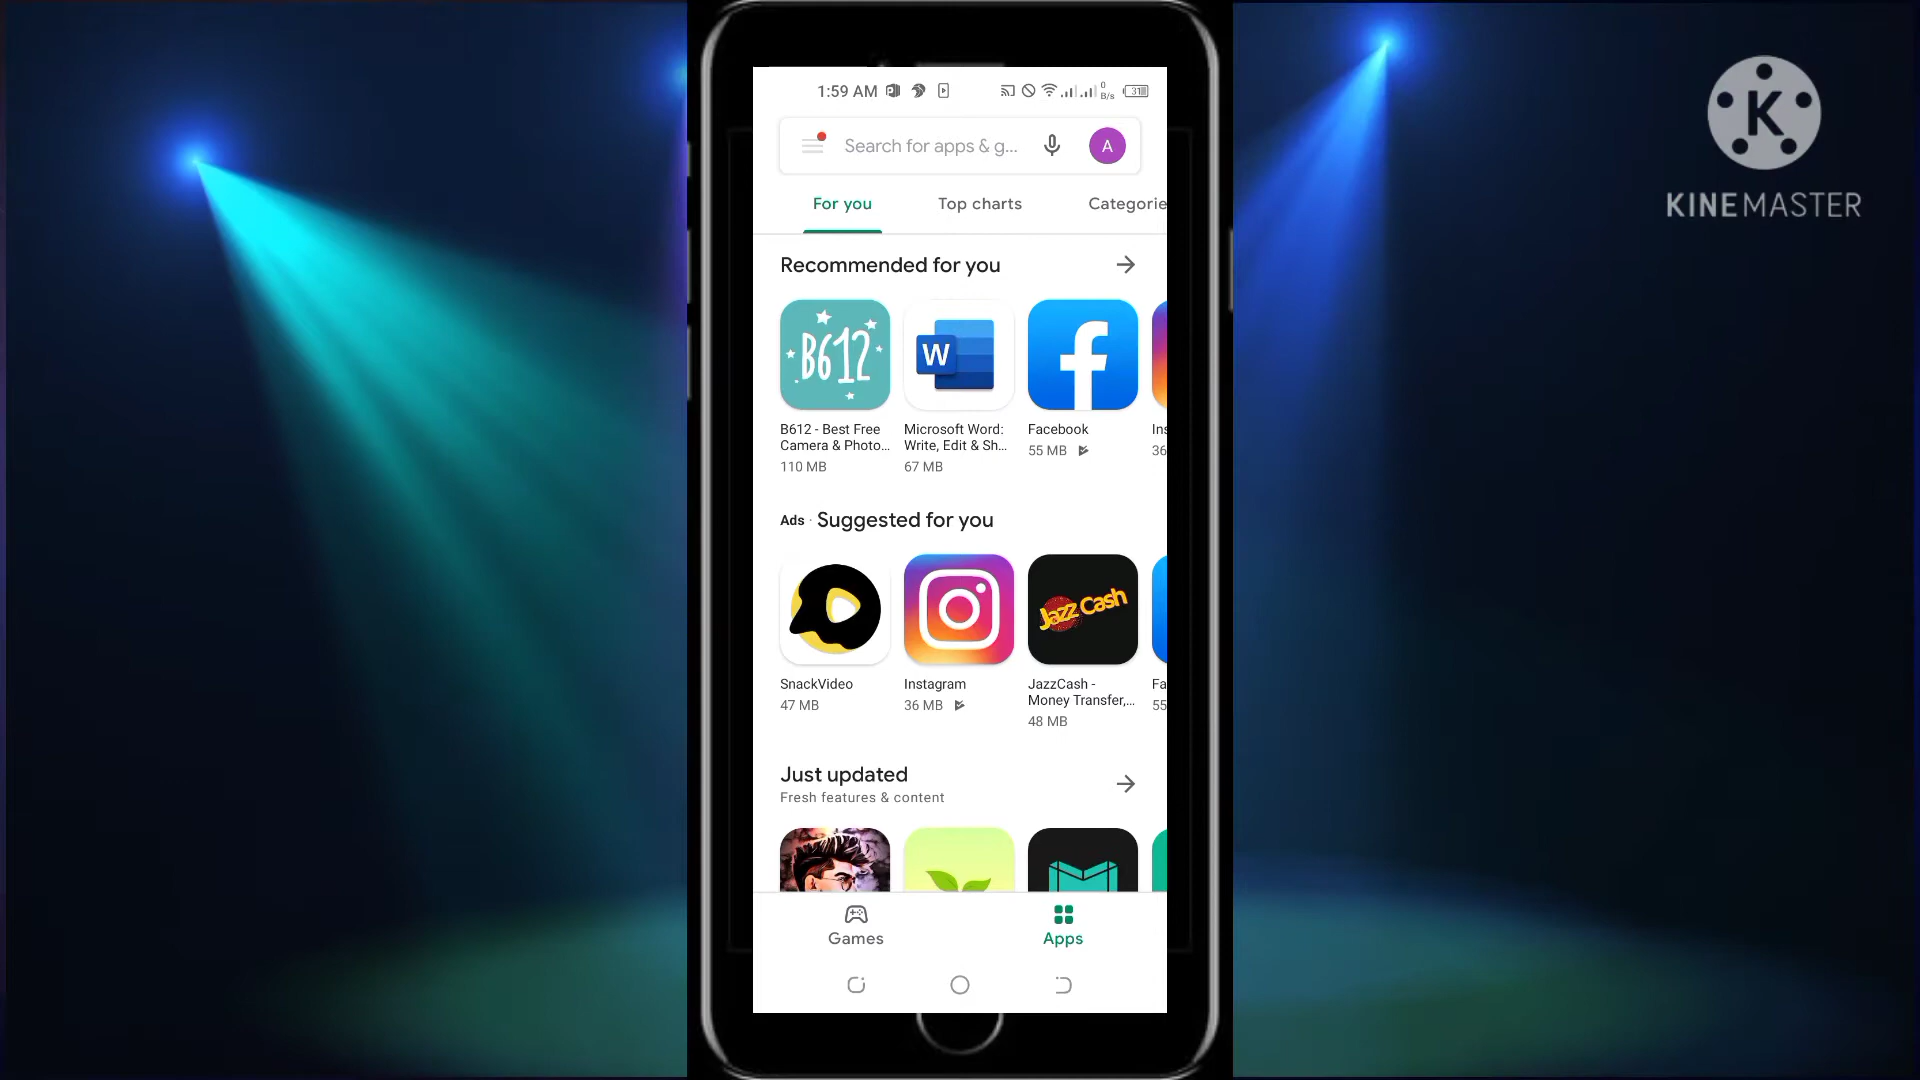 1:59 AM
0
B/s
31
K
KINEMASTER
Search for apps & g...
A
For you
Top charts
Categorie
Recommended for you
B612
W
f
B612 - Best Free
Camera & Photo...
110 MB
Microsoft Word:
Write, Edit & Sh...
67 MB
Facebook
55 MB
Ins
36
Ads · Suggested for you
Jazz Cash
SnackVideo
47 MB
Instagram
36 MB
JazzCash -
Money Transfer,...
48 MB
Fa
55
Just updated
Fresh features & content
Games
Apps